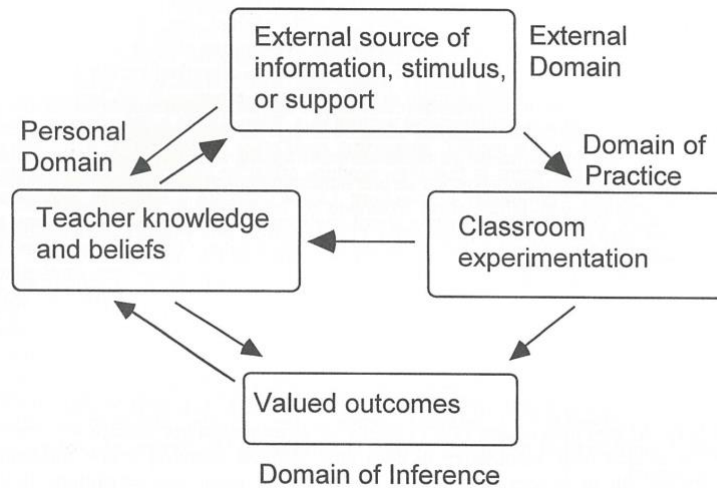 External source of
information, stimulus,
or support
External
Domain
Personal
Domain
Domain of
Practice
Teacher knowledge
and beliefs
Classroom
experimentation
Valued outcomes
Domain of Inference